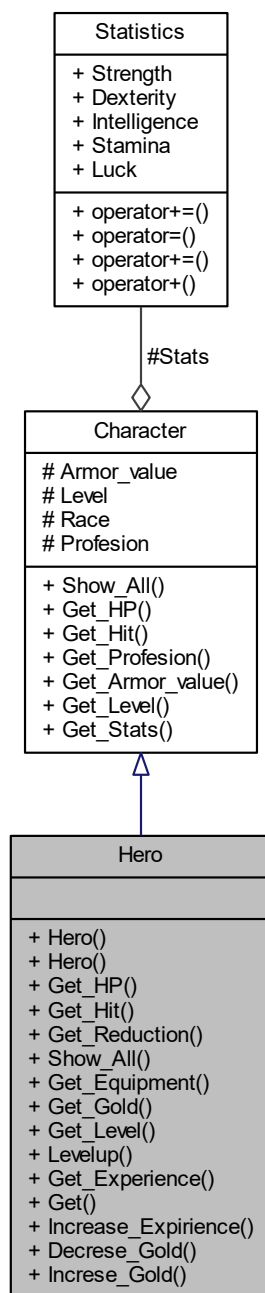 Statistics
+ Strength
+ Dexterity
+ Intelligence
+ Stamina
+ Luck
+ operator+=()
+ operator=()
+ operator+=()
+ operator+()
#Stats
Character
# Armor_value
# Level
# Race
# Profesion
+ Show_All()
+ Get_HP()
+ Get_Hit()
+ Get_Profesion()
+ Get_Armor_value()
+ Get_Level()
+ Get_Stats()
Hero
+ Hero()
+ Hero()
+ Get_HP()
+ Get_Hit()
+ Get_Reduction()
+ Show_All()
+ Get_Equipment()
+ Get_Gold()
+ Get_Level()
+ Levelup()
+ Get_Experience()
+ Get()
+ Increase_Expirience()
+ Decrese_Gold()
+ Increse_Gold()